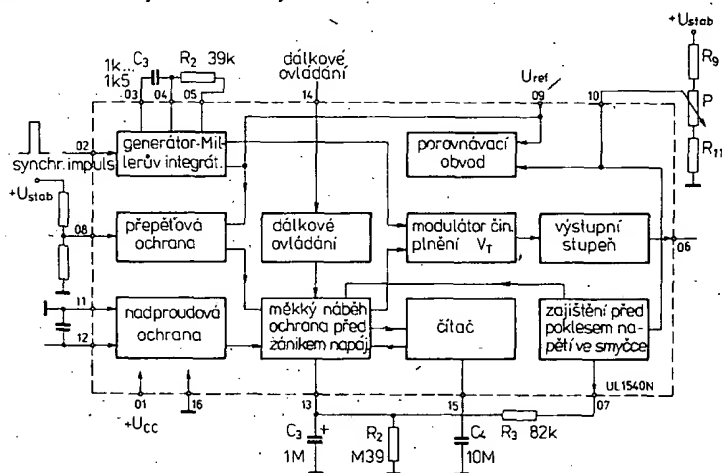 +Ustab
R9
P
R11
1k...
1k5
C3
R2 39k
dálkové
ovládání
Uref
03 04 05
14
09
10
02
synchr. impuls
generátor-Mil-
lerův integrát.
porovnávací
obvod
+Ustab
08
přepěťová
ochrana
dálkové
ovládání
modulátor čin.
plnění VT
výstupní
stupeň
06
11
12
nadproudová
ochrana
měkký náběh
ochrana před
zánikem napáj.
čítač
zajištění před
poklesem na-
pětí ve smyčce
UL1540N
01
16
13
15
07
+UCC
C3
+
1M
R2
M39
C4
10M
R3 82k